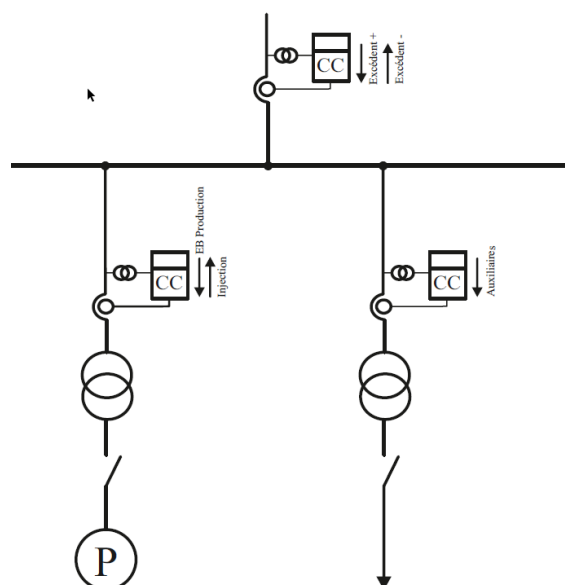 CC
Excédent +
Excédent -
CC
EB Production
Injection
CC
Auxiliaires
P